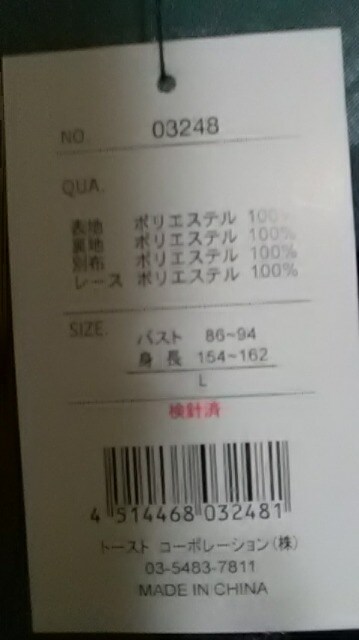 NO. 03248
QUA.
表地 ポリエステル 100%
裏地 ポリエステル 100%
別布 ポリエステル 100%
レース ポリエステル 100%
SIZE. バスト 86~94
身長 154~162
L
検針済
4 514468 032481
トースト コーポレーション(株)
03-5483-7811
MADE IN CHINA